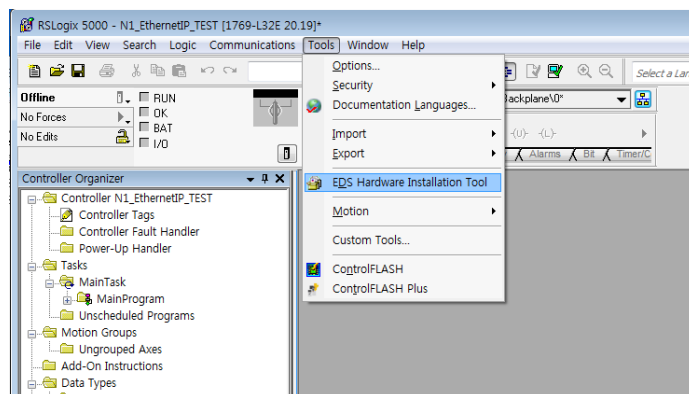 RSLogix 5000 - N1_EthernetIP_TEST [1769-L32E 20.19]*
File Edit View Search Logic Communications Tools Window Help
Select a Lan
Offline
RUN
No Forces
OK
BAT
No Edits
I/O
Backplane\0*
Alarms Bit Timer/C
Options...
Security
Documentation Languages...
Import
Export
EDS Hardware Installation Tool
Motion
Custom Tools...
ControlFLASH
ControlFLASH Plus
Controller Organizer
Controller N1_EthernetIP_TEST
Controller Tags
Controller Fault Handler
Power-Up Handler
Tasks
MainTask
MainProgram
Unscheduled Programs
Motion Groups
Ungrouped Axes
Add-On Instructions
Data Types